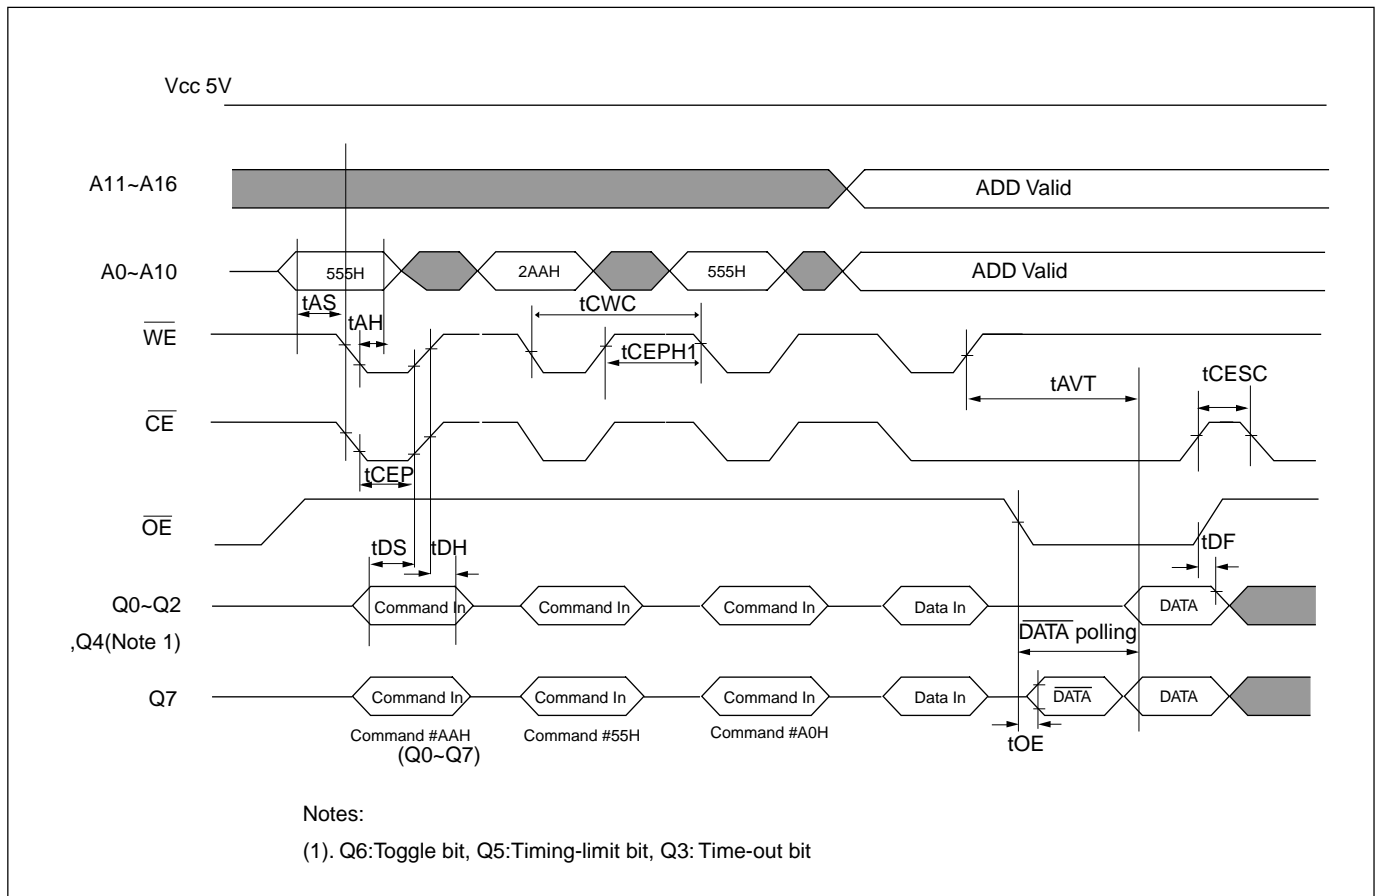 Vcc 5V
A11~A16
ADD Valid
A0~A10
555H
2AAH
555H
ADD Valid
tAS
tAH
tCWC
WE
tCEPH1
tAVT
tCESC
CE
tCEP
OE
tDS
tDH
tDF
Q0~Q2
,Q4(Note 1)
Command In
Command In
Command In
Data In
DATA
DATA polling
Q7
Command In
Command In
Command In
Data In
DATA
DATA
Command #AAH
(Q0~Q7)
Command #55H
Command #A0H
tOE
Notes:
(1). Q6:Toggle bit, Q5:Timing-limit bit, Q3: Time-out bit